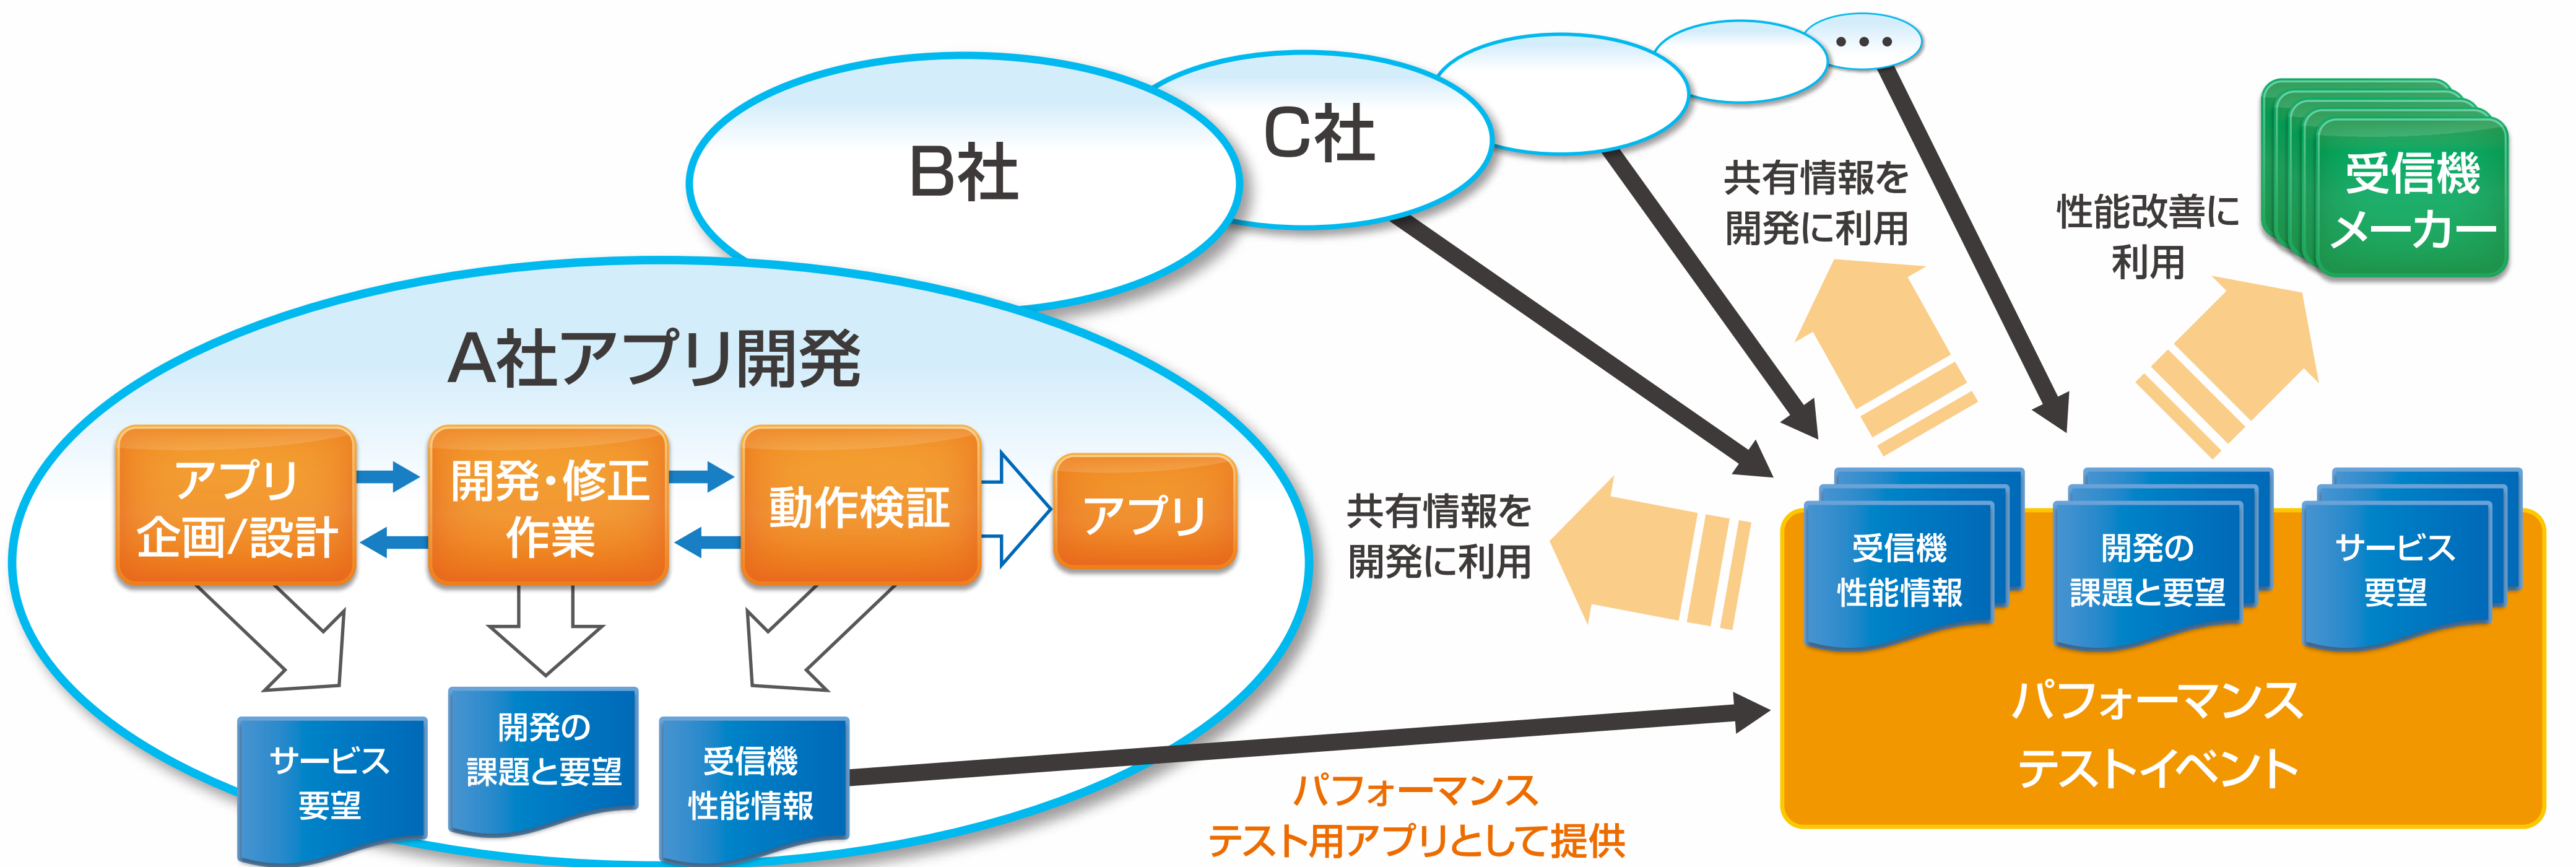 B社
C社
•••
共有情報を
開発に利用
性能改善に
利用
受信機
メーカー
A社アプリ開発
アプリ
企画/設計
開発・修正
作業
動作検証
アプリ
共有情報を
開発に利用
受信機
性能情報
開発の
課題と要望
サービス
要望
パフォーマンス
テストイベント
サービス
要望
開発の
課題と要望
受信機
性能情報
パフォーマンス
テスト用アプリとして提供